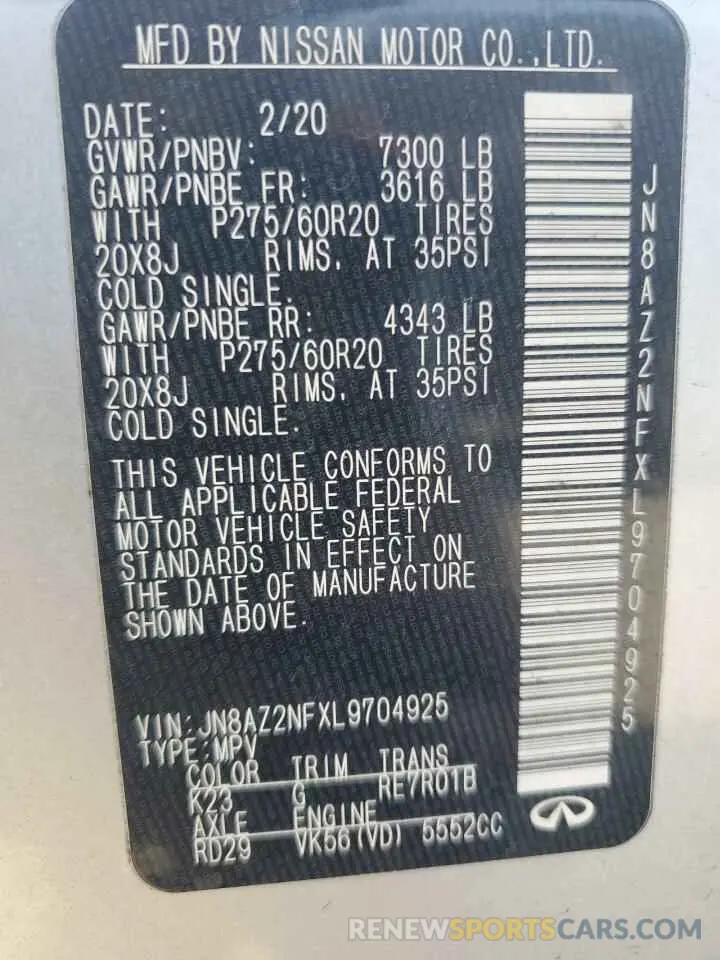 MFD BY NISSAN MOTOR CO.,LTD.
DATE: 2/20
GVWR/PNBV: 7300 LB
GAWR/PNBE FR: 3616 LB
WITH P275/60R20 TIRES
20X8J RIMS. AT 35PSI
COLD SINGLE.
GAWR/PNBE RR: 4343 LB
WITH P275/60R20 TIRES
20X8J RIMS. AT 35PSI
COLD SINGLE.
THIS VEHICLE CONFORMS TO
ALL APPLICABLE FEDERAL
MOTOR VEHICLE SAFETY
STANDARDS IN EFFECT ON
THE DATE OF MANUFACTURE
SHOWN ABOVE.
VIN:JN8AZ2NFXL9704925
TYPE:MPV
COLOR TRIM TRANS
K23 G RE7R01B
AXLE ENGINE
RD29 VK56(VD) 5552CC
JN8AZ2NFXL9704925
RENEWSPORTSCARS.COM